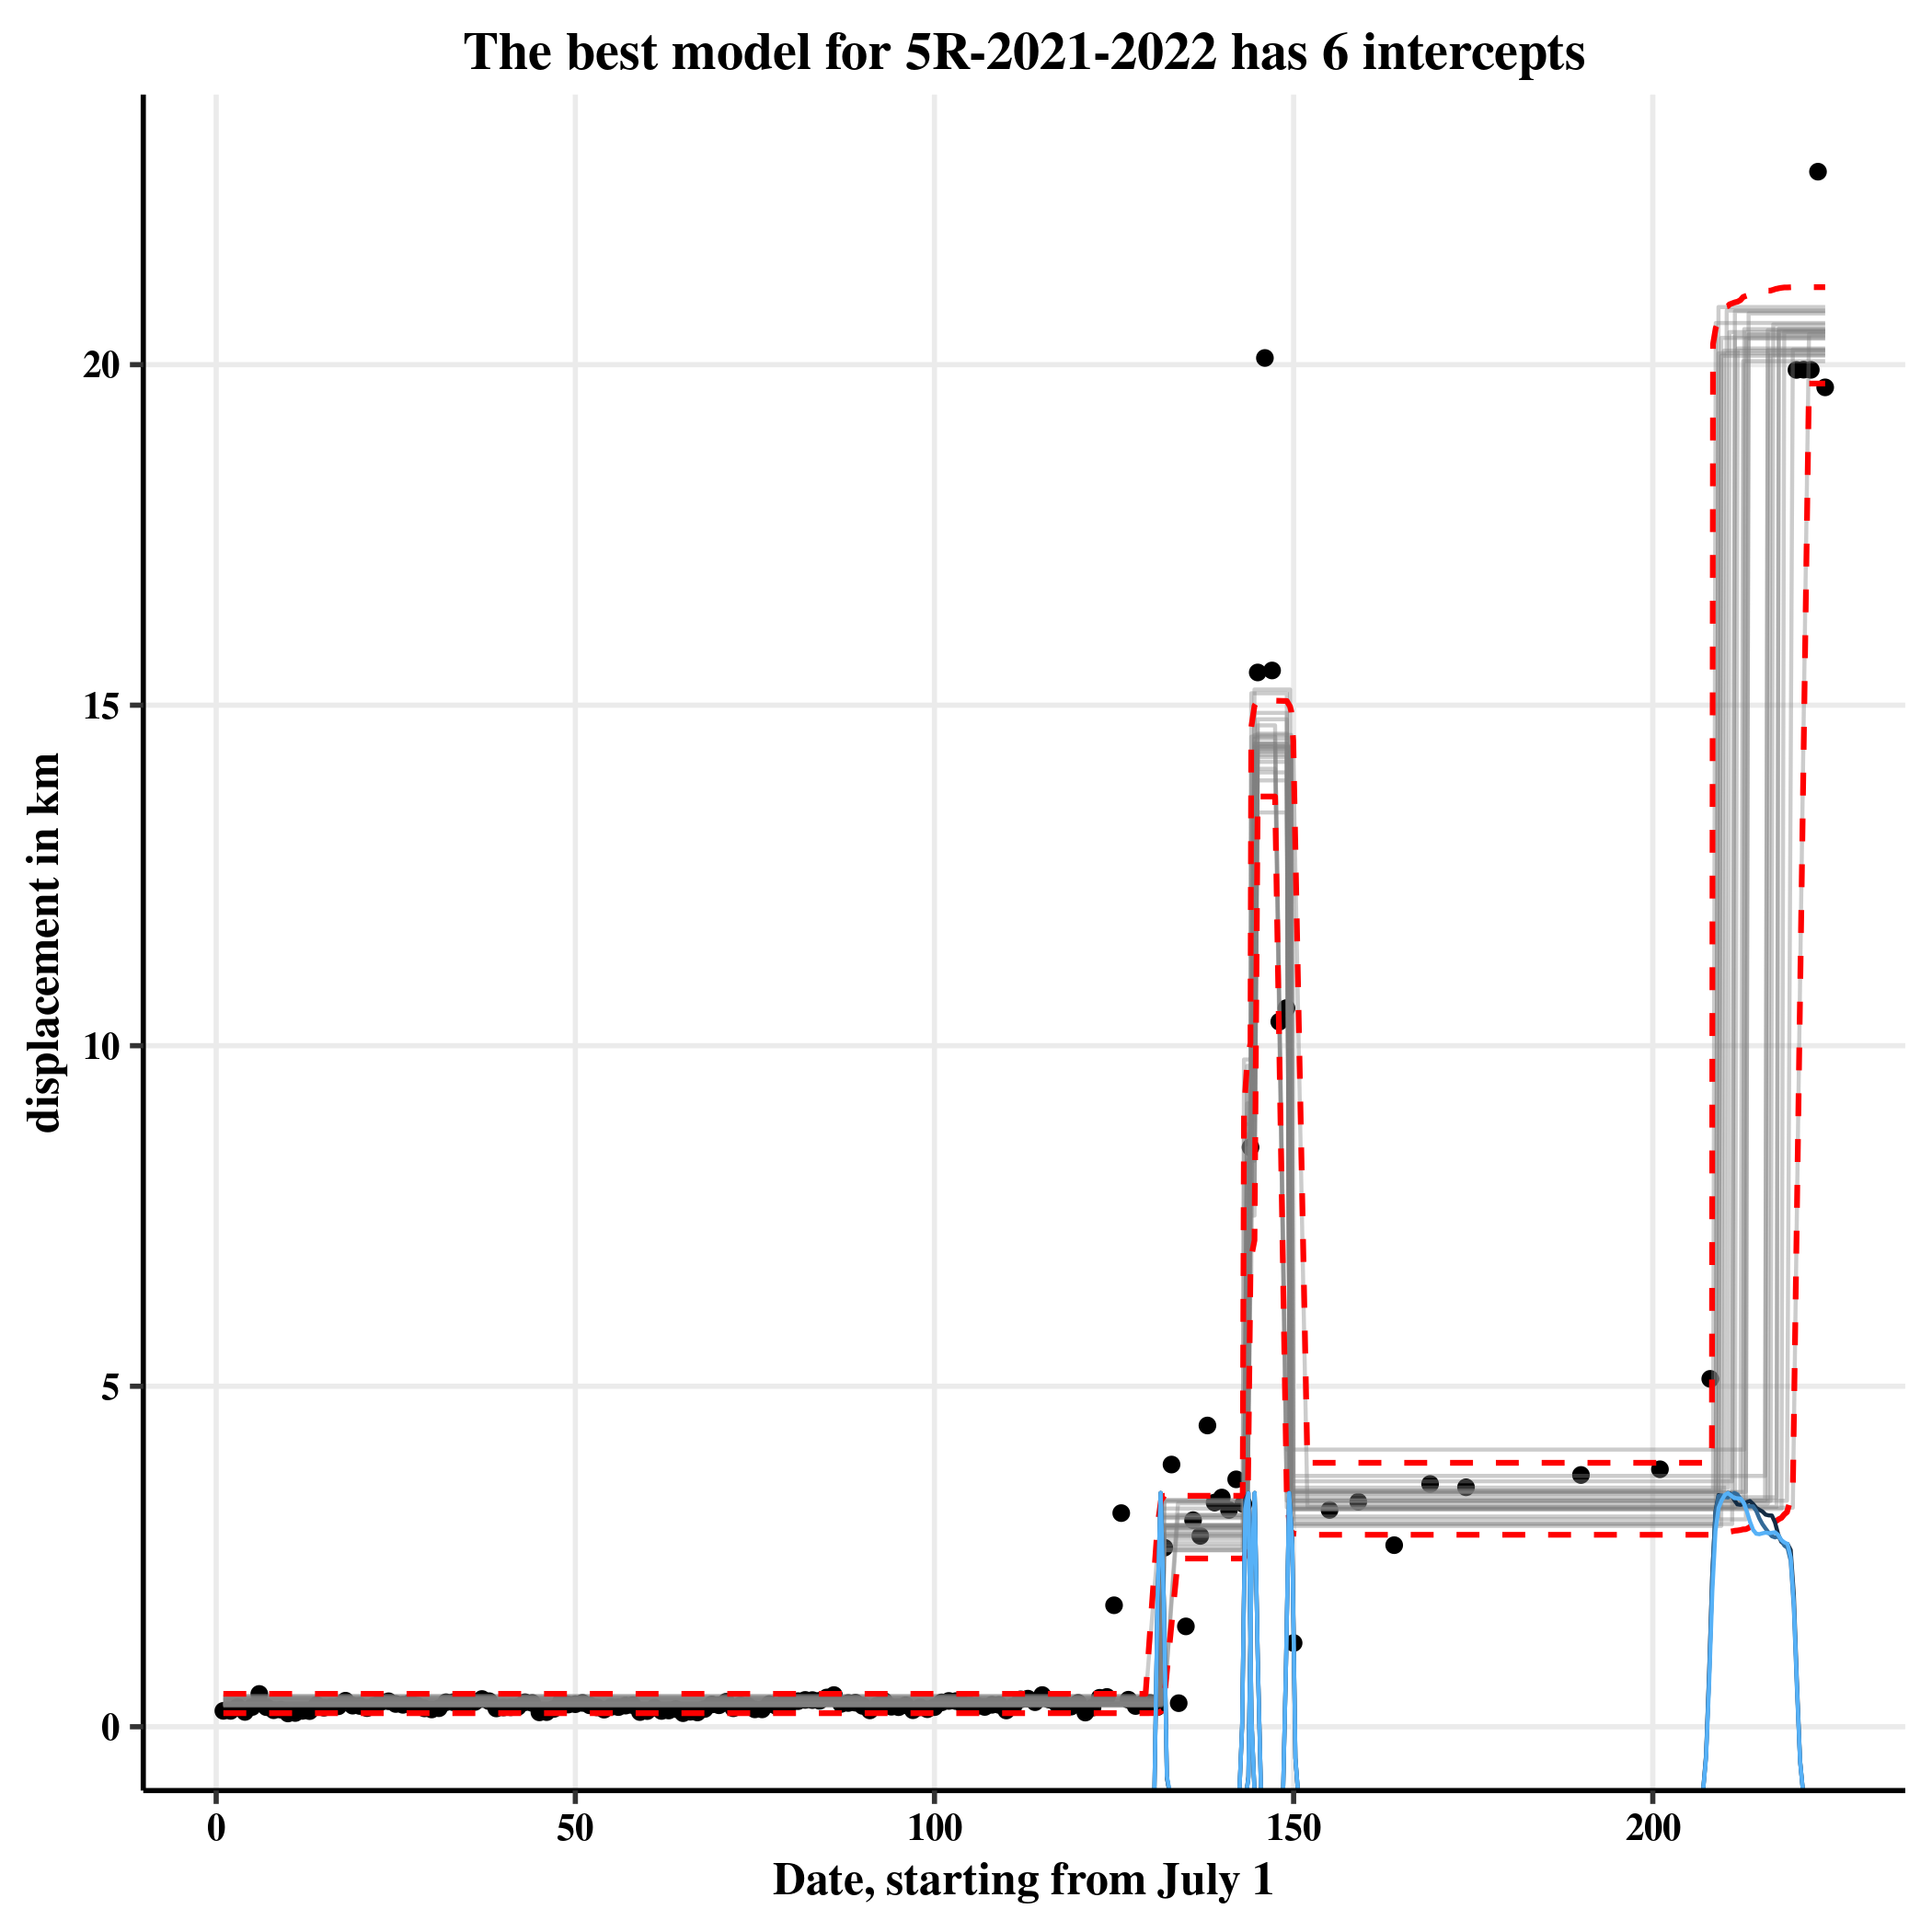 The best model for 5R-2021-2022 has 6 intercepts
displacement in km
20
15
10
5
0
0 50 100 150 200
Date, starting from July 1